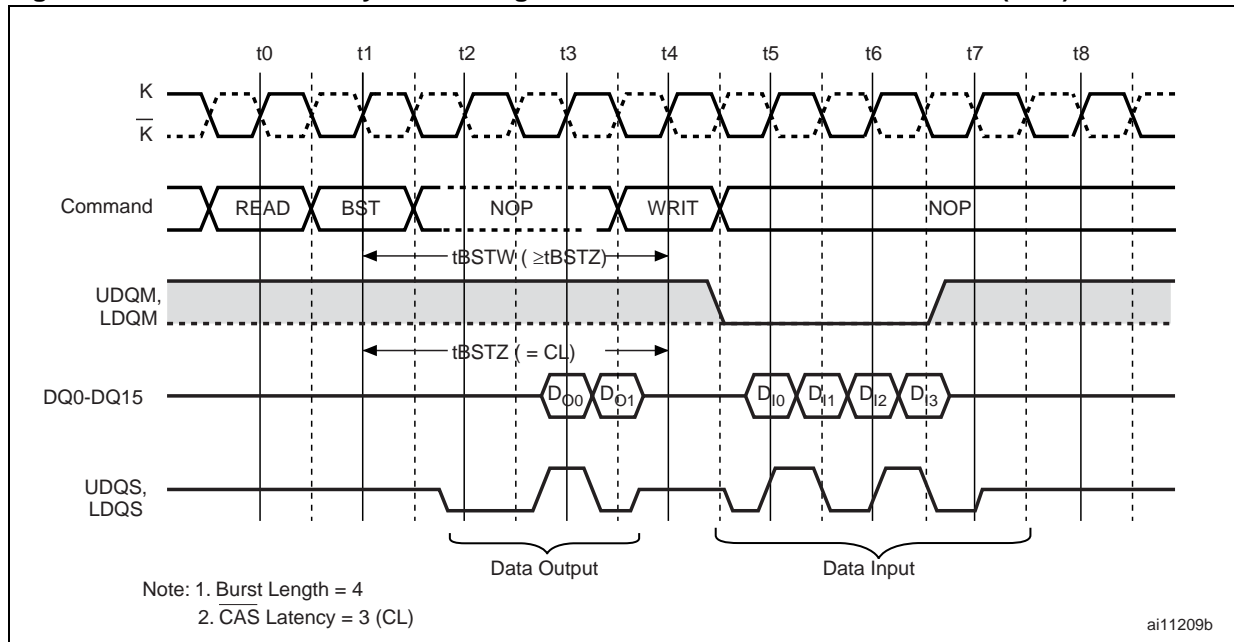 t0 t1 t2 t3 t4 t5 t6 t7 t8
K
K
Command READ BST NOP WRIT NOP
tBSTW ( ≥tBSTZ)
UDQM,
LDQM
tBSTZ ( = CL)
DQ0-DQ15 DO0 DO1 DI0 DI1 DI2 DI3
UDQS,
LDQS
Data Output Data Input
Note: 1. Burst Length = 4
2. CAS Latency = 3 (CL)
ai11209b